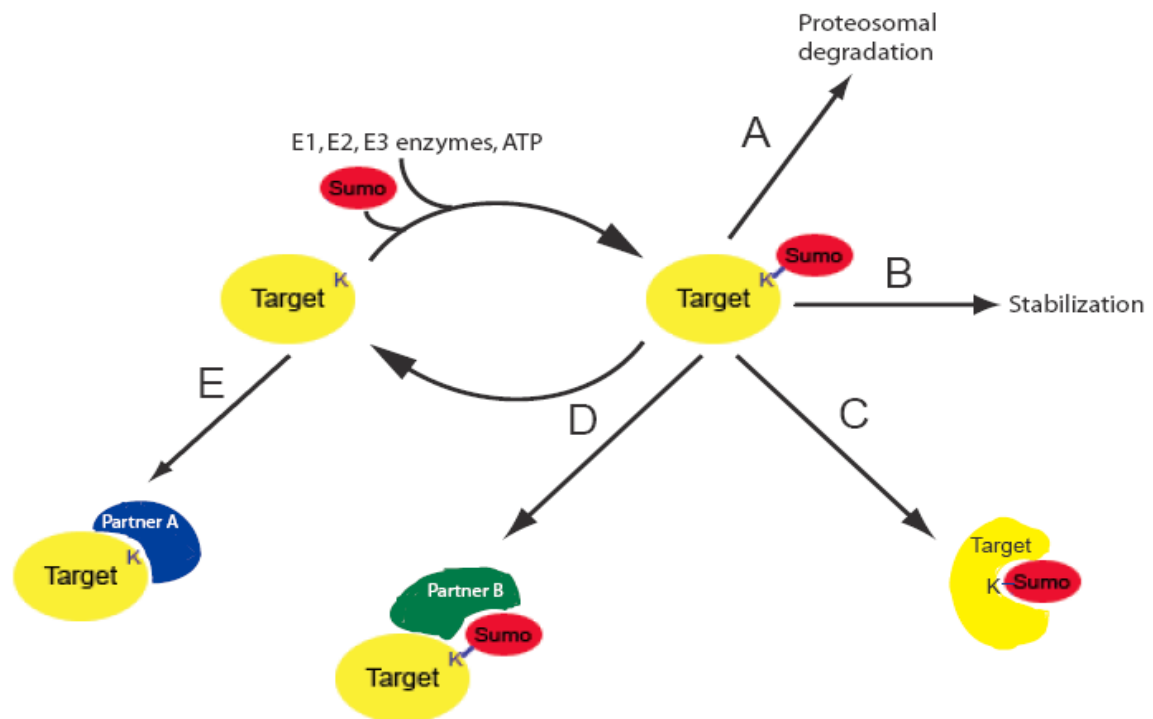 Proteosomal
degradation
A
E1, E2, E3 enzymes, ATP
Sumo
K
Target
Sumo
K
Target
B
Stabilization
E
D
C
Partner A
K
Target
Partner B
Sumo
K
Target
Target
K
Sumo